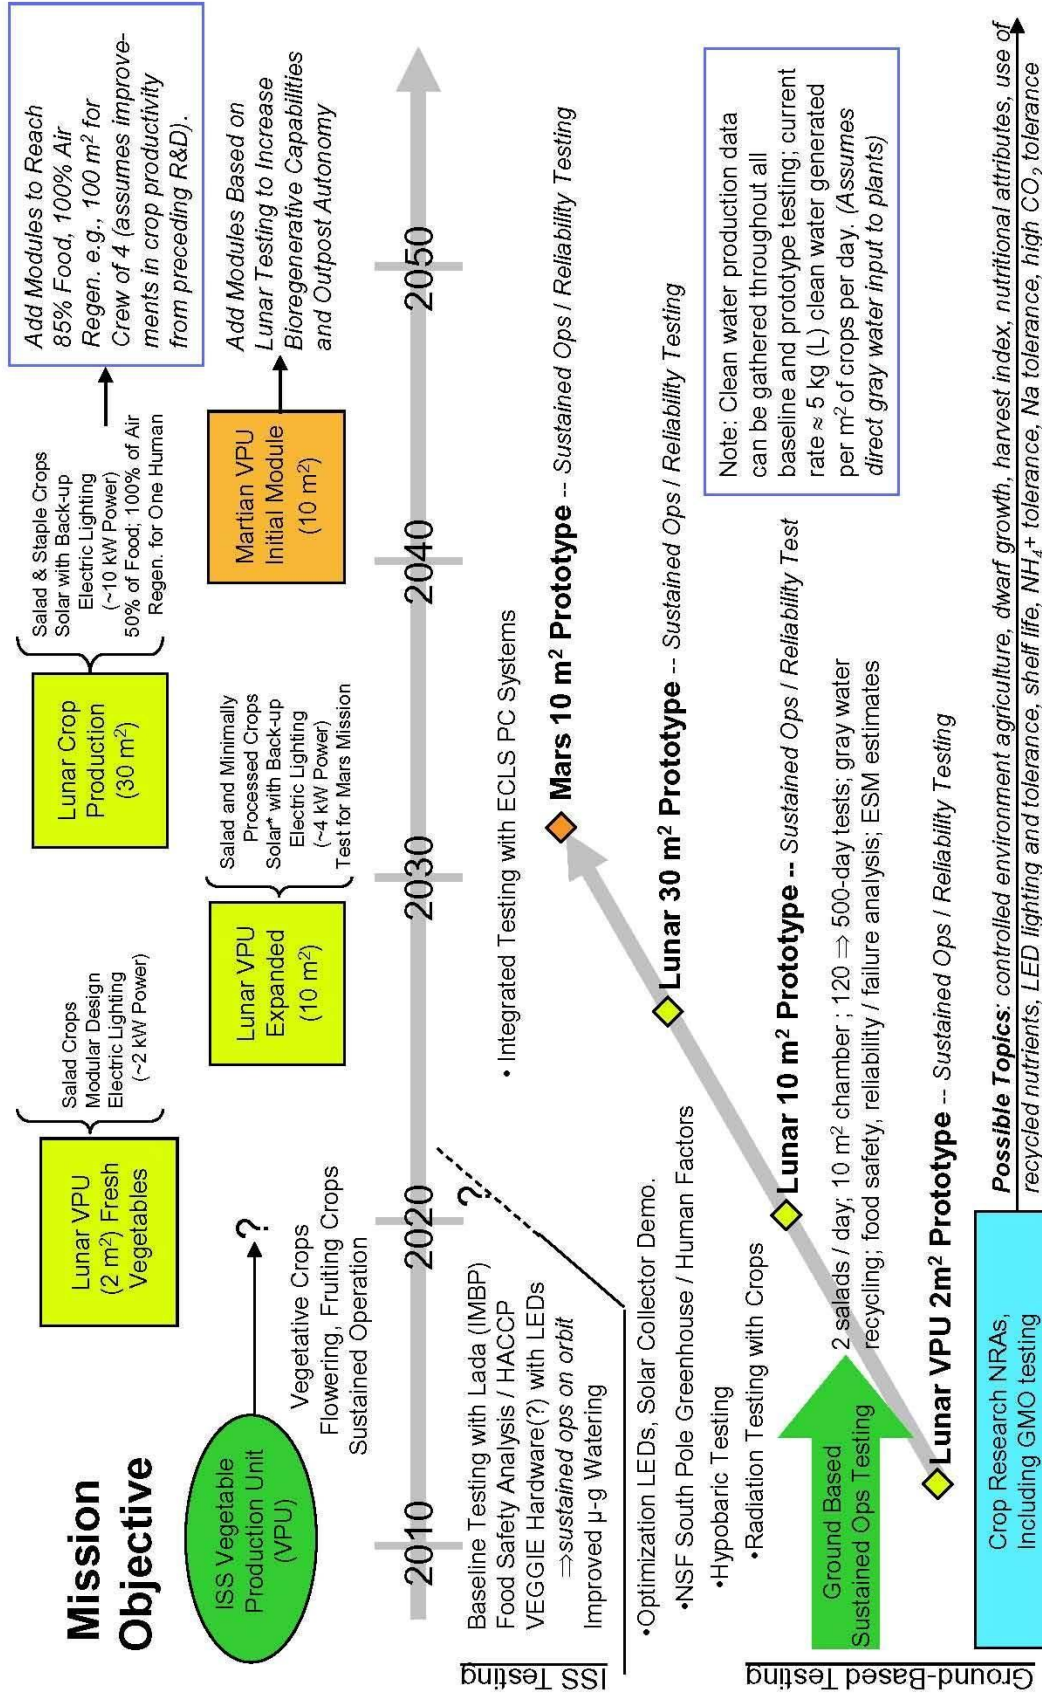 Mission
Objective
ISS Vegetable
Production Unit
(VPU)
?
Vegetative Crops
Flowering, Fruiting Crops
Sustained Operation
Lunar VPU
(2 m²) Fresh
Vegetables
Salad Crops
Modular Design
Electric Lighting
(~2 kW Power)
Lunar VPU
Expanded
(10 m²)
Salad and Minimally
Processed Crops
Solar* with Back-up
Electric Lighting
(~4 kW Power)
Test for Mars Mission
Lunar Crop
Production
(30 m²)
Salad & Staple Crops
Solar with Back-up
Electric Lighting
(~10 kW Power)
50% of Food; 100% of Air
Regen. for One Human
Add Modules to Reach
85% Food, 100% Air
Regen. e.g., 100 m² for
Crew of 4 (assumes improve-
ments in crop productivity
from preceding R&D).
Martian VPU
Initial Module
(10 m²)
Add Modules Based on
Lunar Testing to Increase
Bioregenerative Capabilities
and Outpost Autonomy
2010
2020
2030
2040
2050
ISS Testing
Baseline Testing with Lada (IMBP)
Food Safety Analysis / HACCP
VEGGIE Hardware(?) with LEDs
⇒sustained ops on orbit
Improved µ-g Watering
?
•Integrated Testing with ECLS PC Systems
•Optimization LEDs, Solar Collector Demo.
•NSF South Pole Greenhouse / Human Factors
•Hypobaric Testing
•Radiation Testing with Crops
Mars 10 m² Prototype -- Sustained Ops / Reliability Testing
Lunar 30 m² Prototype -- Sustained Ops / Reliability Testing
Lunar 10 m² Prototype -- Sustained Ops / Reliability Test
2 salads / day; 10 m² chamber ; 120 ⇒ 500-day tests; gray water
recycling; food safety, reliability / failure analysis; ESM estimates
Lunar VPU 2m² Prototype -- Sustained Ops / Reliability Testing
Note: Clean water production data
can be gathered throughout all
baseline and prototype testing; current
rate ≈ 5 kg (L) clean water generated
per m² of crops per day. (Assumes
direct gray water input to plants)
Ground-Based Testing
Ground Based
Sustained Ops Testing
Crop Research NRAs,
Including GMO testing
Possible Topics: controlled environment agriculture, dwarf growth, harvest index, nutritional attributes, use of
recycled nutrients, LED lighting and tolerance, shelf life, NH₄⁺ tolerance, Na tolerance, high CO₂ tolerance